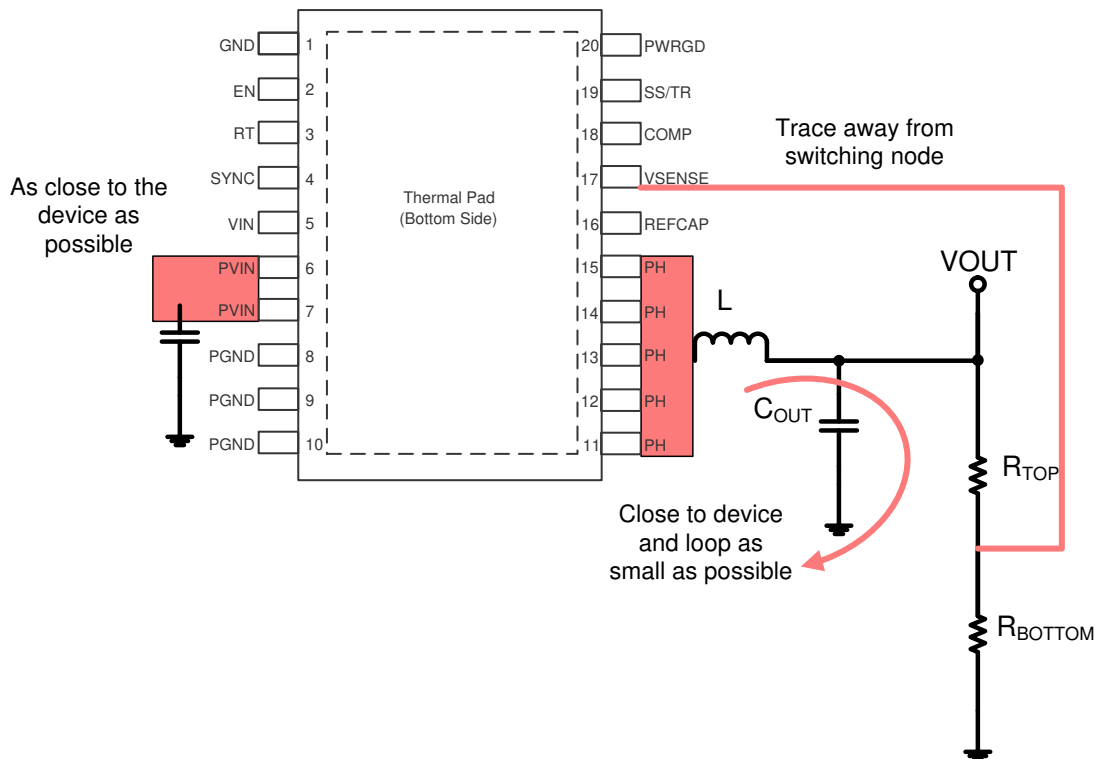 GND 1
EN 2
RT 3
SYNC 4
VIN 5
PVIN 6
PVIN 7
PGND 8
PGND 9
PGND 10
As close to the
device as
possible
Thermal Pad
(Bottom Side)
20 PWRGD
19 SS/TR
18 COMP
17 VSENSE
16 REFCAP
15 PH
14 PH
13 PH
12 PH
11 PH
Trace away from
switching node
VOUT
L
COUT
RTOP
RBOTTOM
Close to device
and loop as
small as possible